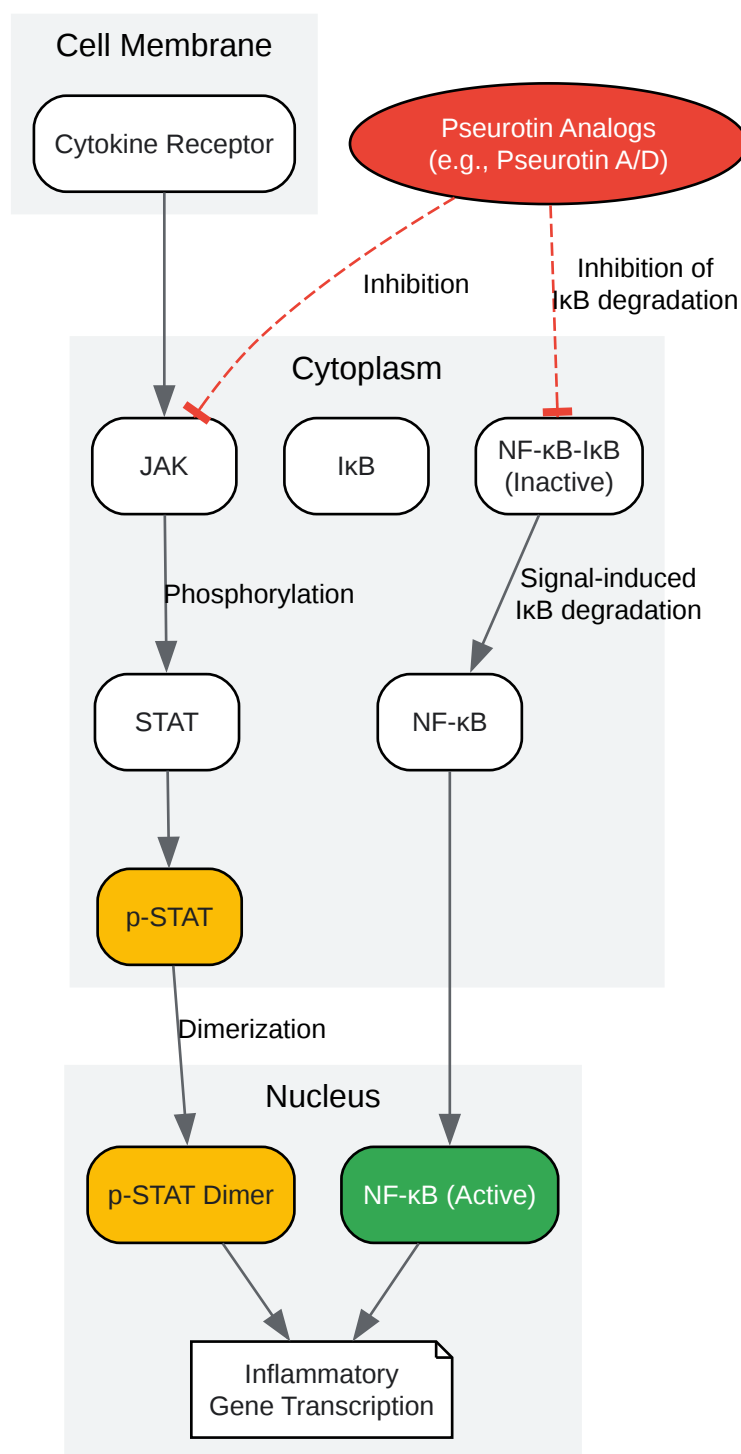 Cell Membrane
Cytokine Receptor
Pseurotin Analogs
(e.g., Pseurotin A/D)
Inhibition
Inhibition of
IκB degradation
Cytoplasm
JAK
IκB
NF-κB-IκB
(Inactive)
Phosphorylation
Signal-induced
IκB degradation
STAT
NF-κB
p-STAT
Dimerization
Nucleus
p-STAT Dimer
NF-κB (Active)
Inflammatory
Gene Transcription